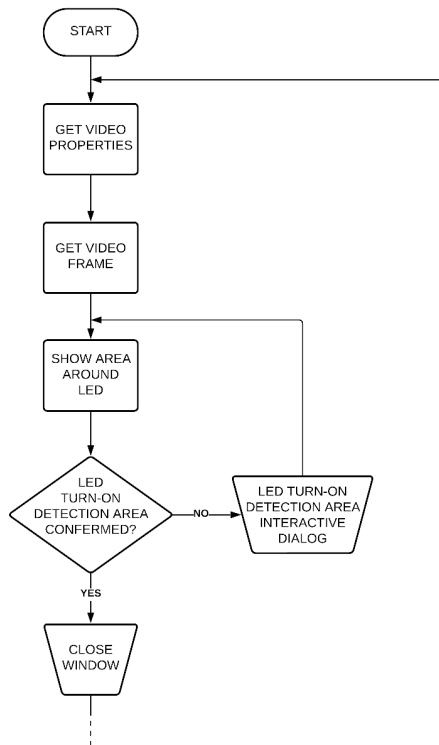 START
GET VIDEO
PROPERTIES
GET VIDEO
FRAME
SHOW AREA
AROUND
LED
LED
TURN-ON
DETECTION AREA
CONFERMED?
NO
LED TURN-ON
DETECTION AREA
INTERACTIVE
DIALOG
YES
CLOSE
WINDOW